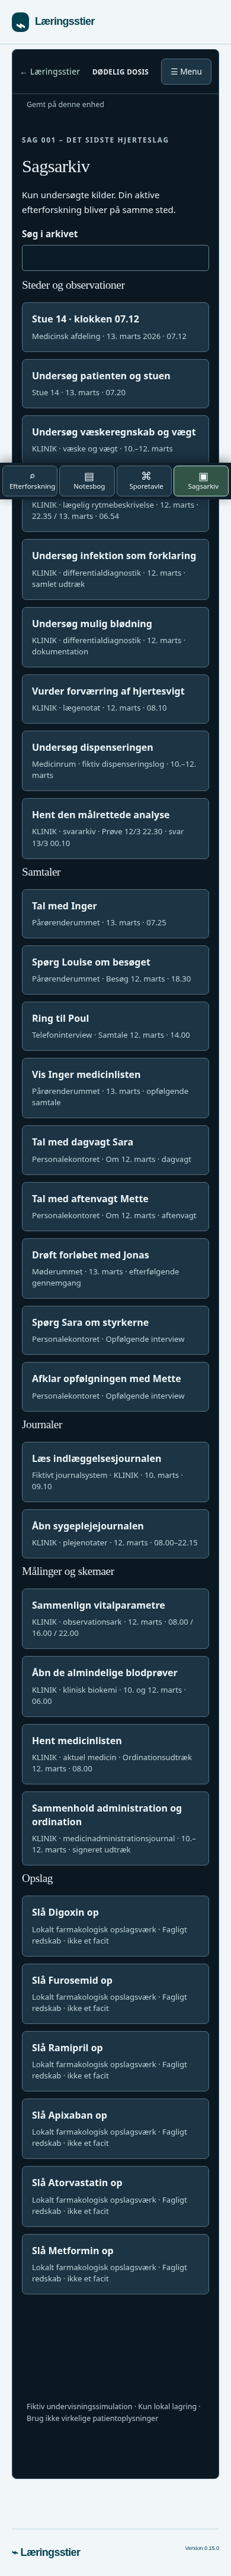 Læringsstier
← Læringsstier DØDELIG DOSIS ☰ Menu
Gemt på denne enhed
SAG 001 – DET SIDSTE HJERTESLAG
Sagsarkiv
Kun undersøgte kilder. Din aktive
efterforskning bliver på samme sted.
Søg i arkivet
Steder og observationer
Stue 14 · klokken 07.12
Medicinsk afdeling · 13. marts 2026 · 07.12
Undersøg patienten og stuen
Stue 14 · 13. marts · 07.20
Undersøg væskeregnskab og vægt
KLINIK · væske og vægt · 10.–12. marts
Efterforskning Notesbog Sporetavle Sagsarkiv
KLINIK · lægelig rytmebeskrivelse · 12. marts ·
22.35 / 13. marts · 06.54
Undersøg infektion som forklaring
KLINIK · differentialdiagnostik · 12. marts ·
samlet udtræk
Undersøg mulig blødning
KLINIK · differentialdiagnostik · 12. marts ·
dokumentation
Vurder forværring af hjertesvigt
KLINIK · lægenotat · 12. marts · 08.10
Undersøg dispenseringen
Medicinrum · fiktiv dispenseringslog · 10.–12.
marts
Hent den målrettede analyse
KLINIK · svararkiv · Prøve 12/3 22.30 · svar
13/3 00.10
Samtaler
Tal med Inger
Pårørenderummet · 13. marts · 07.25
Spørg Louise om besøget
Pårørenderummet · Besøg 12. marts · 18.30
Ring til Poul
Telefoninterview · Samtale 12. marts · 14.00
Vis Inger medicinlisten
Pårørenderummet · 13. marts · opfølgende
samtale
Tal med dagvagt Sara
Personalekontoret · Om 12. marts · dagvagt
Tal med aftenvagt Mette
Personalekontoret · Om 12. marts · aftenvagt
Drøft forløbet med Jonas
Møderummet · 13. marts · efterfølgende
gennemgang
Spørg Sara om styrkerne
Personalekontoret · Opfølgende interview
Afklar opfølgningen med Mette
Personalekontoret · Opfølgende interview
Journaler
Læs indlæggelsesjournalen
Fiktivt journalsystem · KLINIK · 10. marts ·
09.10
Åbn sygeplejejournalen
KLINIK · plejenotater · 12. marts · 08.00–22.15
Målinger og skemaer
Sammenlign vitalparametre
KLINIK · observationsark · 12. marts · 08.00 /
16.00 / 22.00
Åbn de almindelige blodprøver
KLINIK · klinisk biokemi · 10. og 12. marts ·
06.00
Hent medicinlisten
KLINIK · aktuel medicin · Ordinationsudtræk
12. marts · 08.00
Sammenhold administration og
ordination
KLINIK · medicinadministrationsjournal · 10.–
12. marts · signeret udtræk
Opslag
Slå Digoxin op
Lokalt farmakologisk opslagsværk · Fagligt
redskab · ikke et facit
Slå Furosemid op
Lokalt farmakologisk opslagsværk · Fagligt
redskab · ikke et facit
Slå Ramipril op
Lokalt farmakologisk opslagsværk · Fagligt
redskab · ikke et facit
Slå Apixaban op
Lokalt farmakologisk opslagsværk · Fagligt
redskab · ikke et facit
Slå Atorvastatin op
Lokalt farmakologisk opslagsværk · Fagligt
redskab · ikke et facit
Slå Metformin op
Lokalt farmakologisk opslagsværk · Fagligt
redskab · ikke et facit
Fiktiv undervisningssimulation · Kun lokal lagring ·
Brug ikke virkelige patientoplysninger
Læringsstier Version 0.15.0